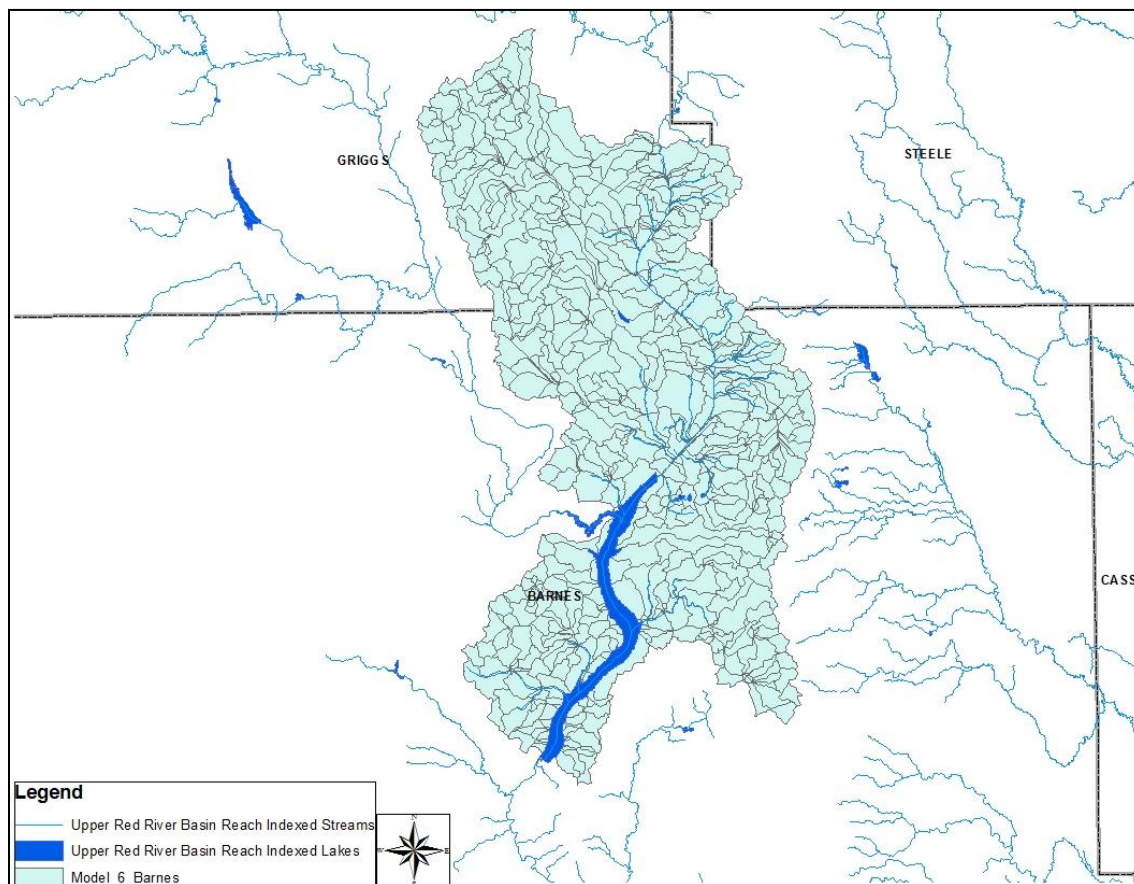 GRIGGS
STEELE
BARNES
CASS
Legend
Upper Red River Basin Reach Indexed Streams
Upper Red River Basin Reach Indexed Lakes
Model 6 Barnes
N
W
E
S